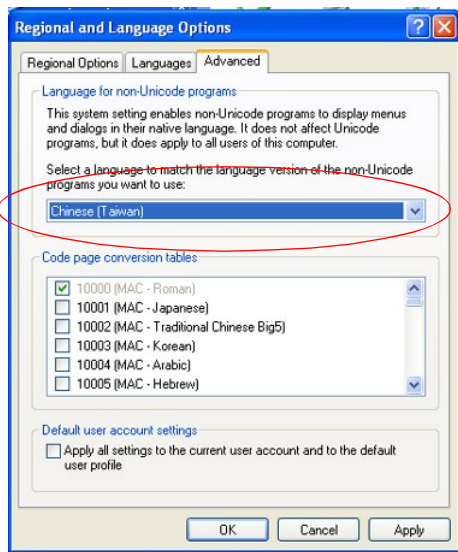 Regional and Language Options
Regional Options Languages Advanced
Language for non-Unicode programs
This system setting enables non-Unicode programs to display menus
and dialogs in their native language. It does not affect Unicode
programs, but it does apply to all users of this computer.
Select a language to match the language version of the non-Unicode
programs you want to use:
Chinese (Taiwan)
Code page conversion tables
10000 (MAC - Roman)
10001 (MAC - Japanese)
10002 (MAC - Traditional Chinese Big5)
10003 (MAC - Korean)
10004 (MAC - Arabic)
10005 (MAC - Hebrew)
Default user account settings
Apply all settings to the current user account and to the default
user profile
OK Cancel Apply